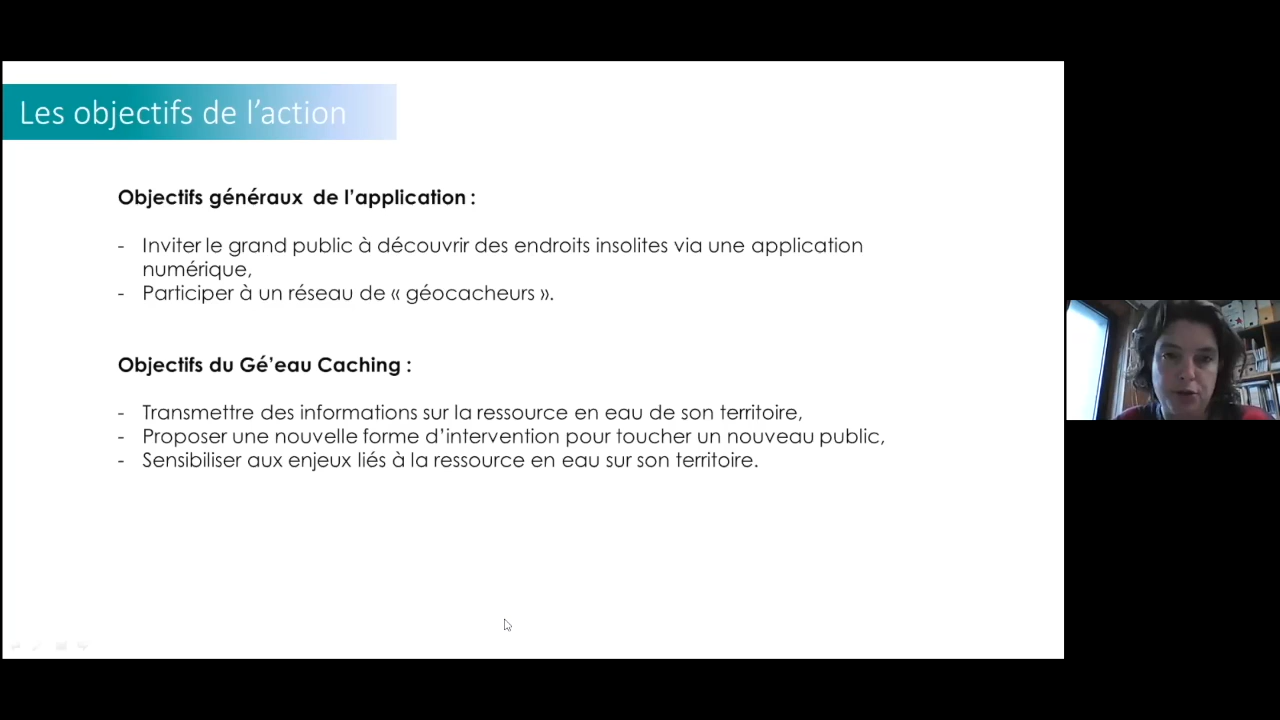 Les objectifs de l’action
Objectifs généraux de l’application :
- Inviter le grand public à découvrir des endroits insolites via une application
numérique,
- Participer à un réseau de « géocacheurs ».
Objectifs du Gé’eau Caching :
- Transmettre des informations sur la ressource en eau de son territoire,
- Proposer une nouvelle forme d’intervention pour toucher un nouveau public,
- Sensibiliser aux enjeux liés à la ressource en eau sur son territoire.